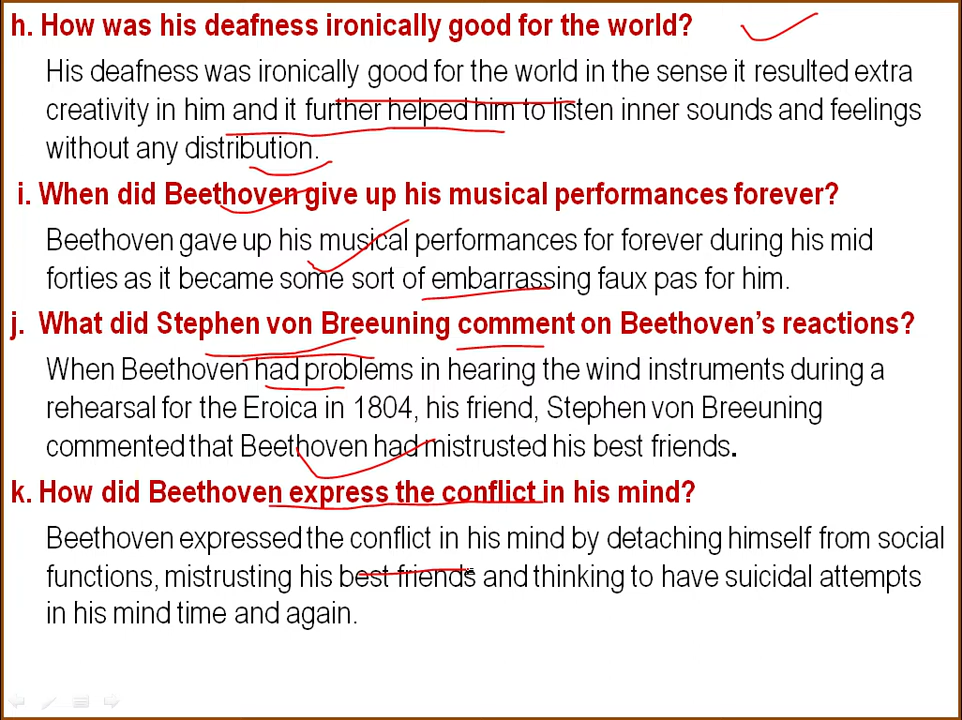 h. How was his deafness ironically good for the world?
His deafness was ironically good for the world in the sense it resulted extra
creativity in him and it further helped him to listen inner sounds and feelings
without any distribution.
i. When did Beethoven give up his musical performances forever?
Beethoven gave up his musical performances for forever during his mid
forties as it became some sort of embarrassing faux pas for him.
j. What did Stephen von Breeuning comment on Beethoven’s reactions?
When Beethoven had problems in hearing the wind instruments during a
rehearsal for the Eroica in 1804, his friend, Stephen von Breeuning
commented that Beethoven had mistrusted his best friends.
k. How did Beethoven express the conflict in his mind?
Beethoven expressed the conflict in his mind by detaching himself from social
functions, mistrusting his best friends and thinking to have suicidal attempts
in his mind time and again.